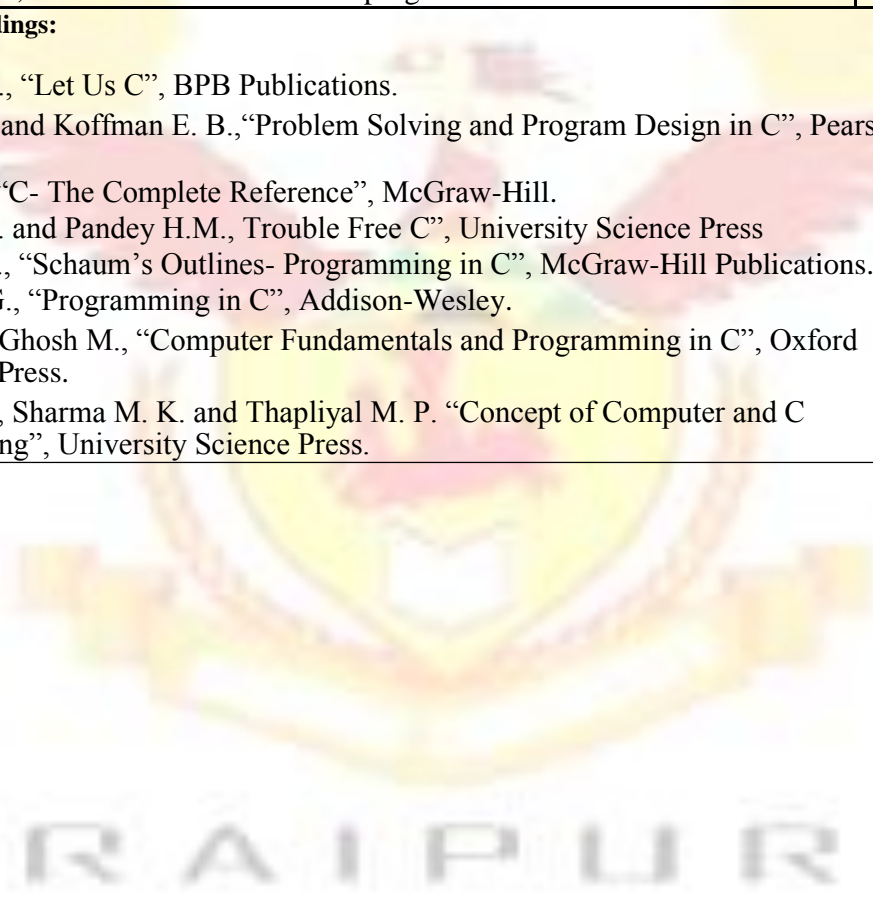 dings:
., “Let Us C”, BPB Publications.
and Koffman E. B.,“Problem Solving and Program Design in C”, Pears
“C- The Complete Reference”, McGraw-Hill.
. and Pandey H.M., Trouble Free C”, University Science Press
., “Schaum’s Outlines- Programming in C”, McGraw-Hill Publications.
G., “Programming in C”, Addison-Wesley.
Ghosh M., “Computer Fundamentals and Programming in C”, Oxford
Press.
, Sharma M. K. and Thapliyal M. P. “Concept of Computer and C
ng”, University Science Press.
RAIPUR